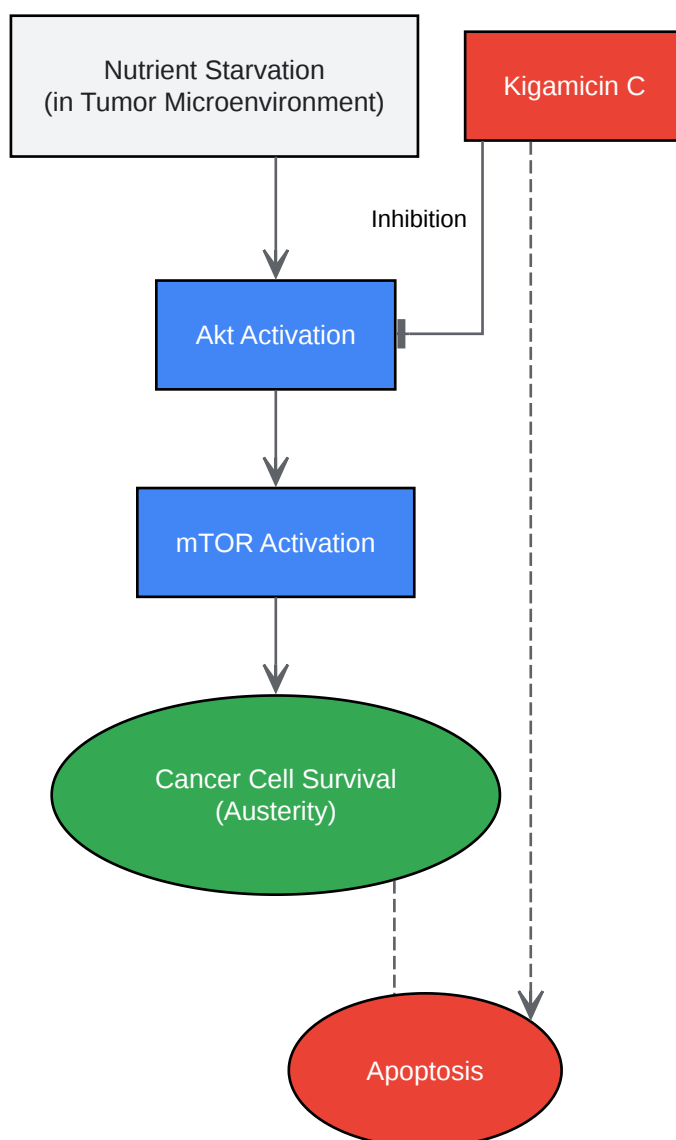 Nutrient Starvation
(in Tumor Microenvironment)
Kigamicin C
Inhibition
Akt Activation
mTOR Activation
Cancer Cell Survival
(Austerity)
Apoptosis